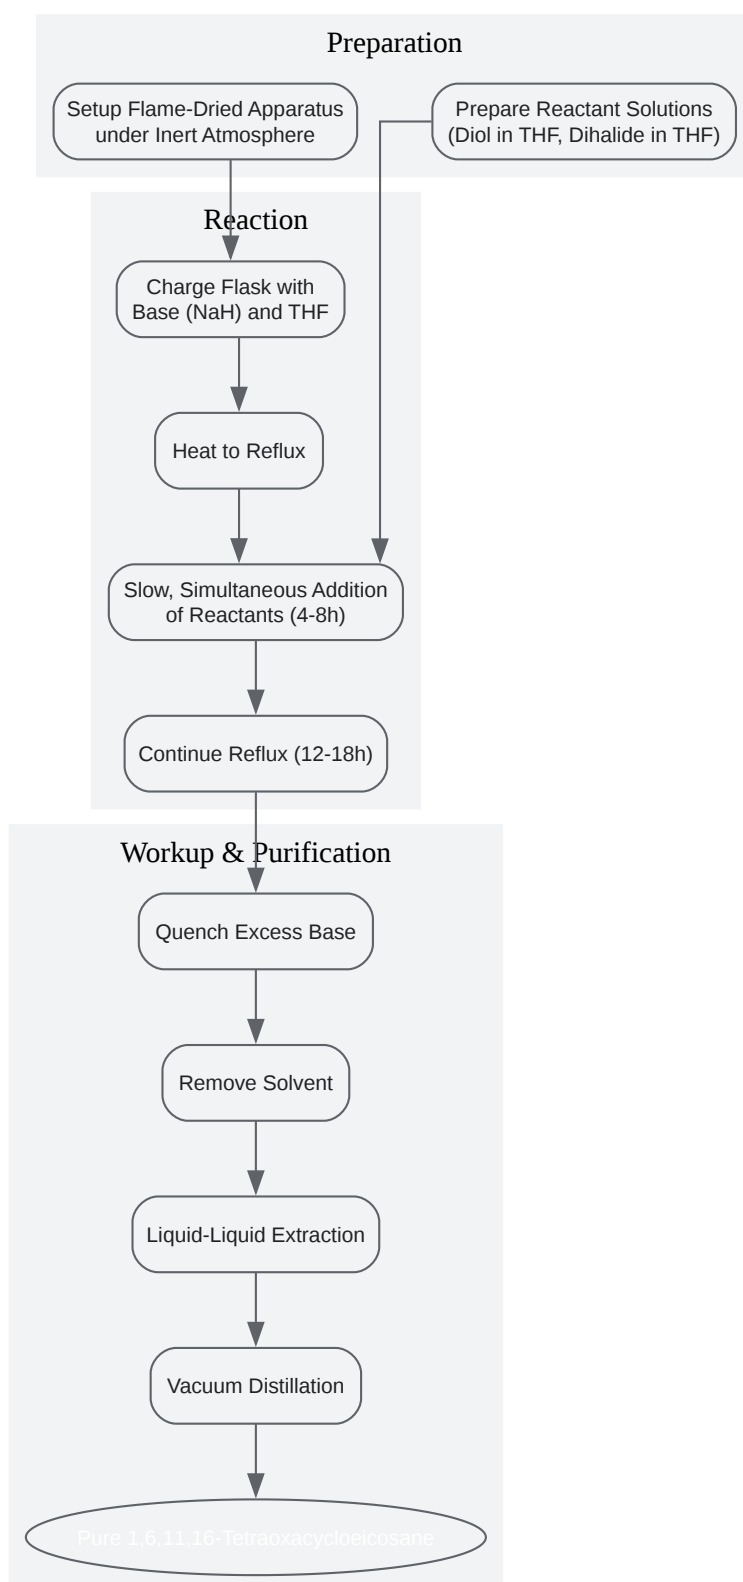 Preparation
Setup Flame-Dried Apparatus
under Inert Atmosphere
Prepare Reactant Solutions
(Diol in THF, Dihalide in THF)
Reaction
Charge Flask with
Base (NaH) and THF
Heat to Reflux
Slow, Simultaneous Addition
of Reactants (4-8h)
Continue Reflux (12-18h)
Workup & Purification
Quench Excess Base
Remove Solvent
Liquid-Liquid Extraction
Vacuum Distillation
Pure 1,6,11,16-Tetraoxacycloeicosane